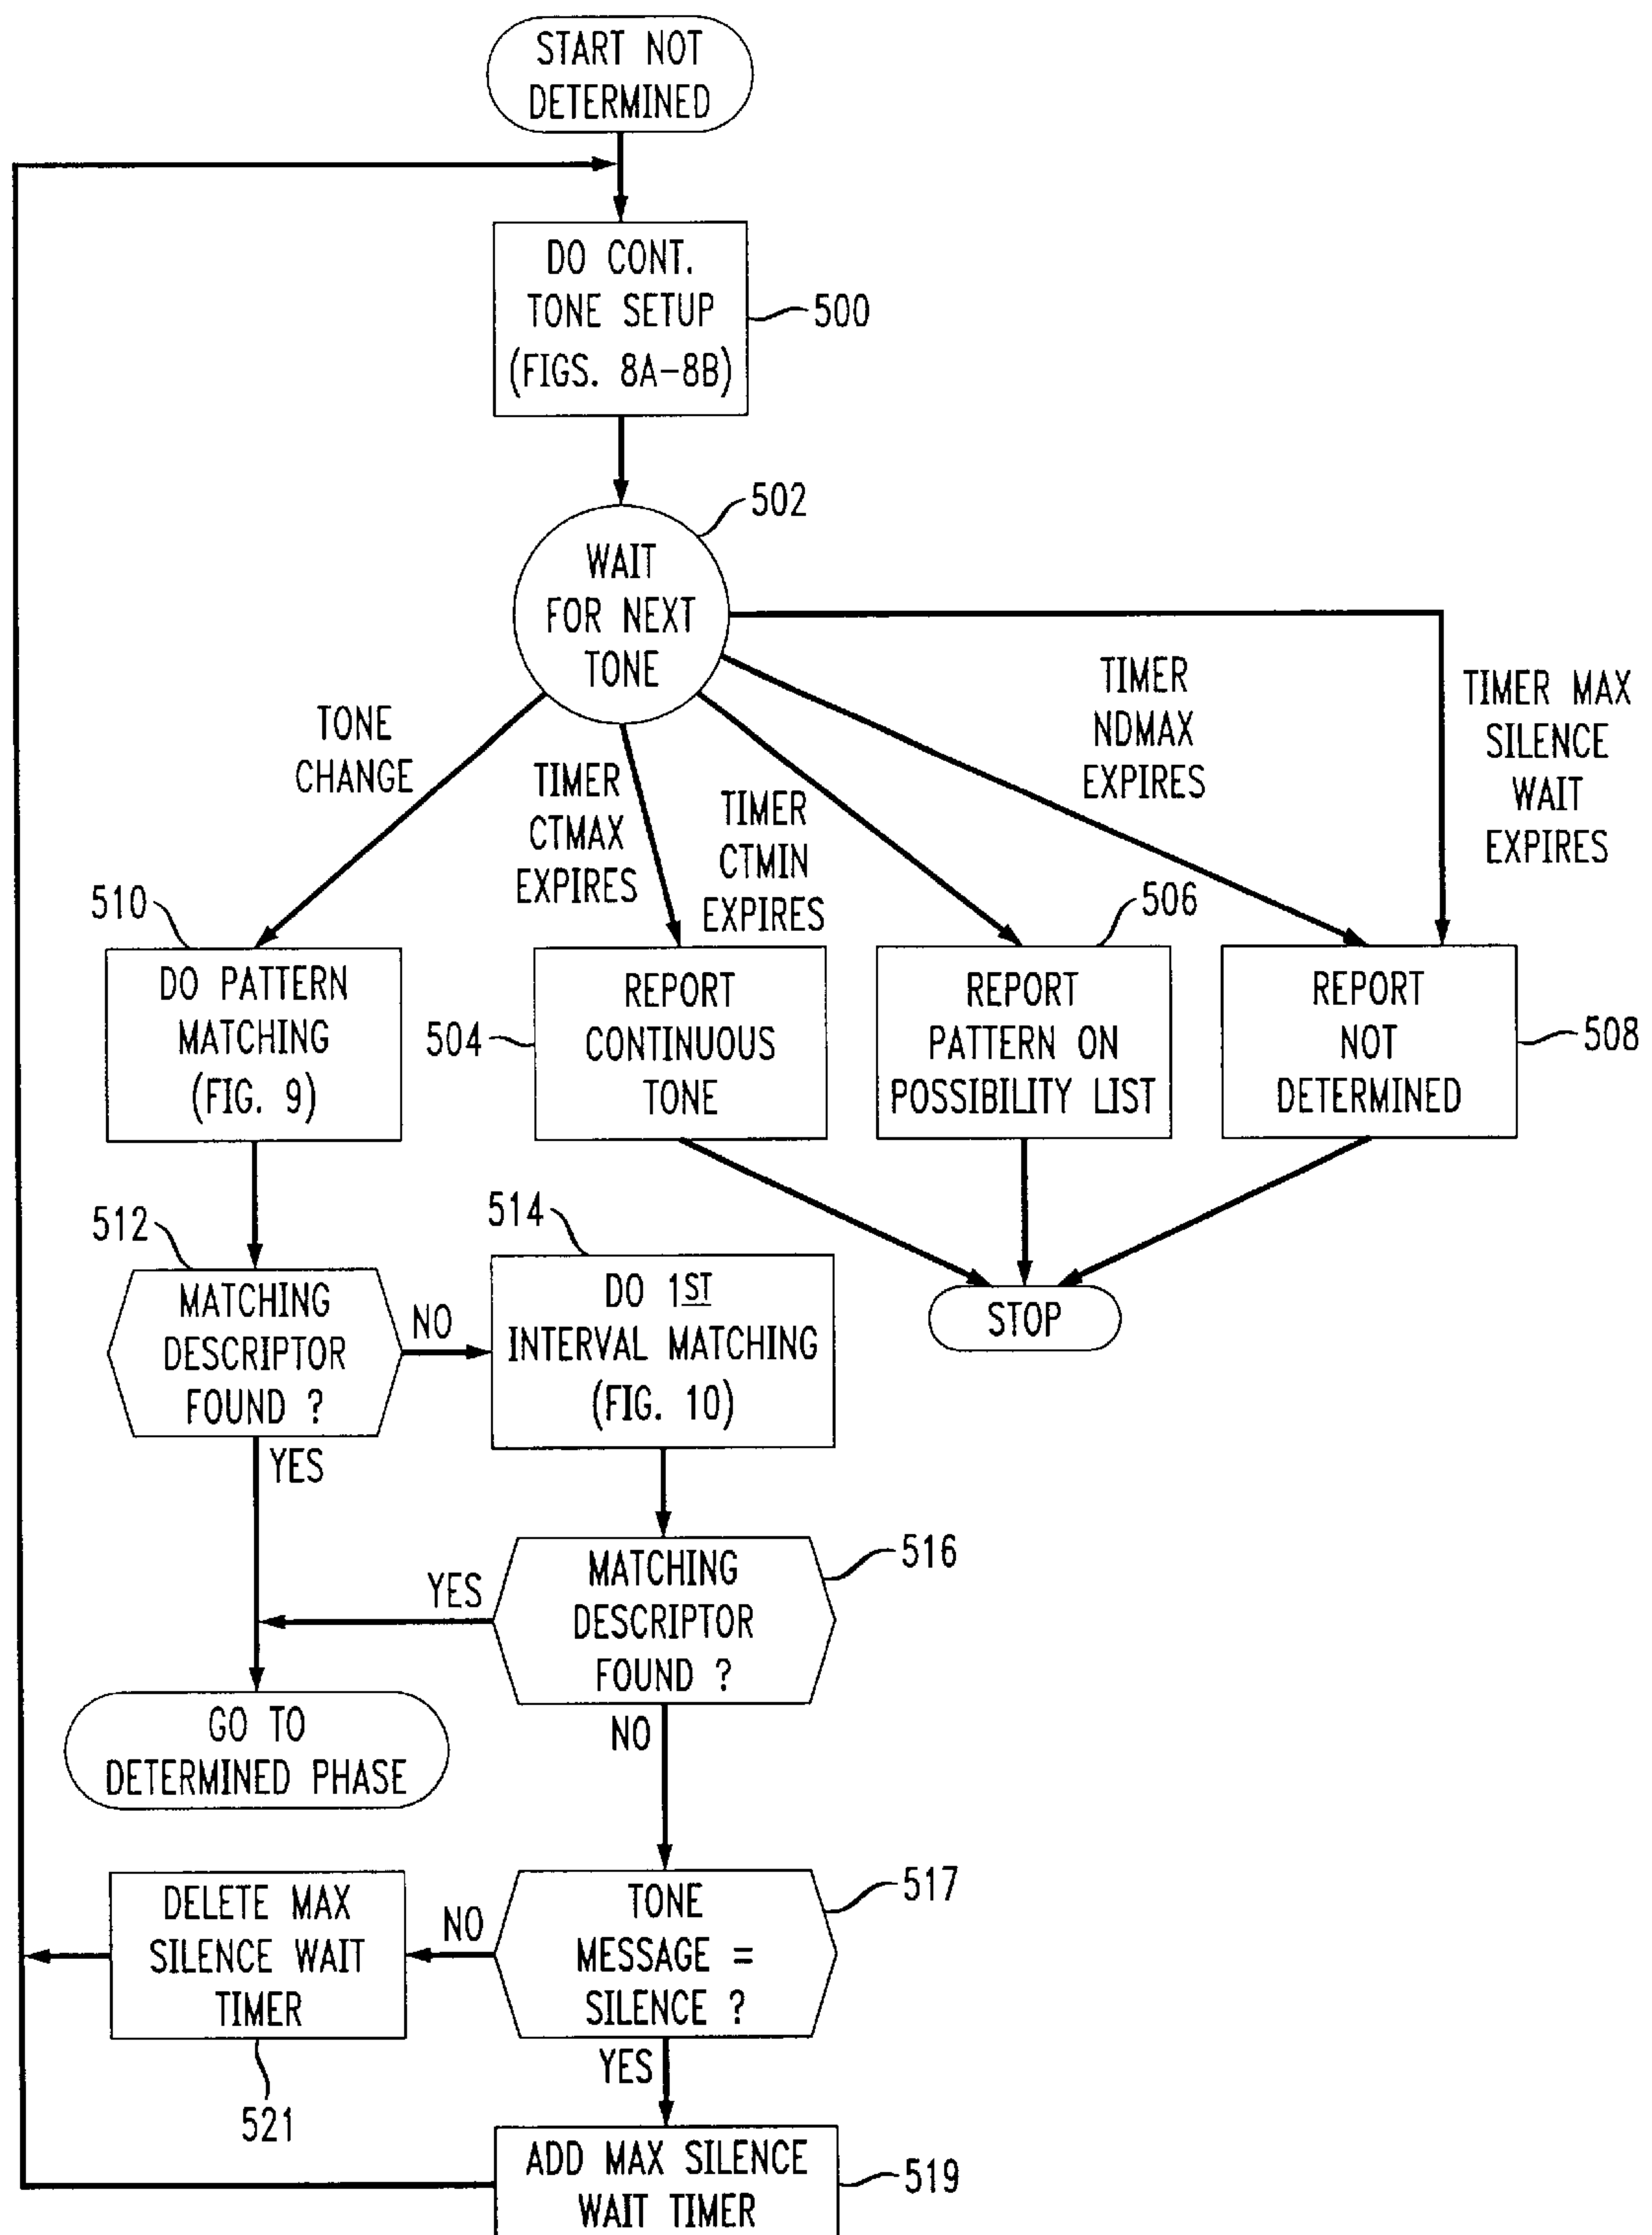 START NOT
DETERMINED
DO CONT.
TONE SETUP
(FIGS. 8A-8B)
500
502
WAIT
FOR NEXT
TONE
TONE
CHANGE
TIMER
CTMAX
EXPIRES
TIMER
CTMIN
EXPIRES
TIMER
NDMAX
EXPIRES
TIMER MAX
SILENCE
WAIT
EXPIRES
510
DO PATTERN
MATCHING
(FIG. 9)
504
REPORT
CONTINUOUS
TONE
506
REPORT
PATTERN ON
POSSIBILITY LIST
REPORT
NOT
DETERMINED
508
512
MATCHING
DESCRIPTOR
FOUND ?
NO
YES
514
DO 1ST
INTERVAL MATCHING
(FIG. 10)
STOP
516
MATCHING
DESCRIPTOR
FOUND ?
YES
NO
GO TO
DETERMINED PHASE
517
TONE
MESSAGE =
SILENCE ?
NO
YES
DELETE MAX
SILENCE WAIT
TIMER
521
ADD MAX SILENCE
WAIT TIMER
519